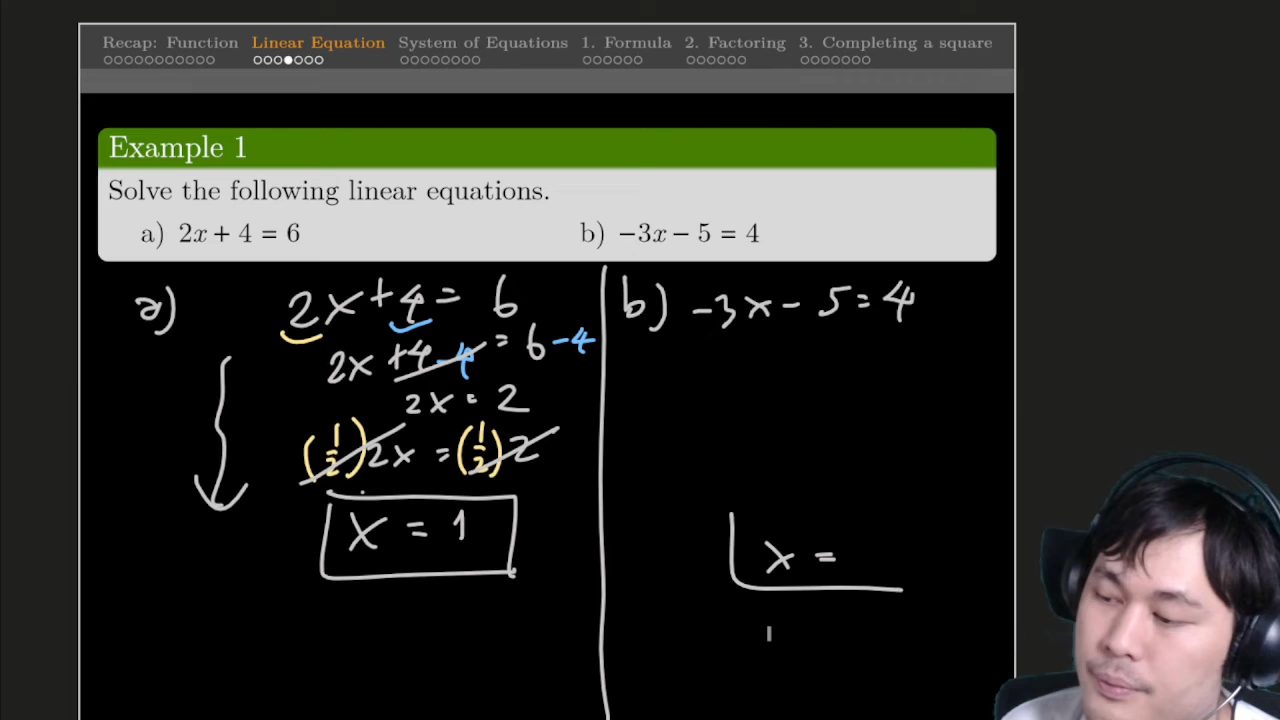 Recap: Function Linear Equation System of Equations 1. Formula 2. Factoring 3. Completing a square
Example 1
Solve the following linear equations.
a) 2x + 4 = 6 b) −3x − 5 = 4
a) 2x+4 = 6
2x +4 -4 = 6 -4
2x = 2
(1/2) 2x = (1/2) 2
x = 1
b) -3x - 5 = 4
x =